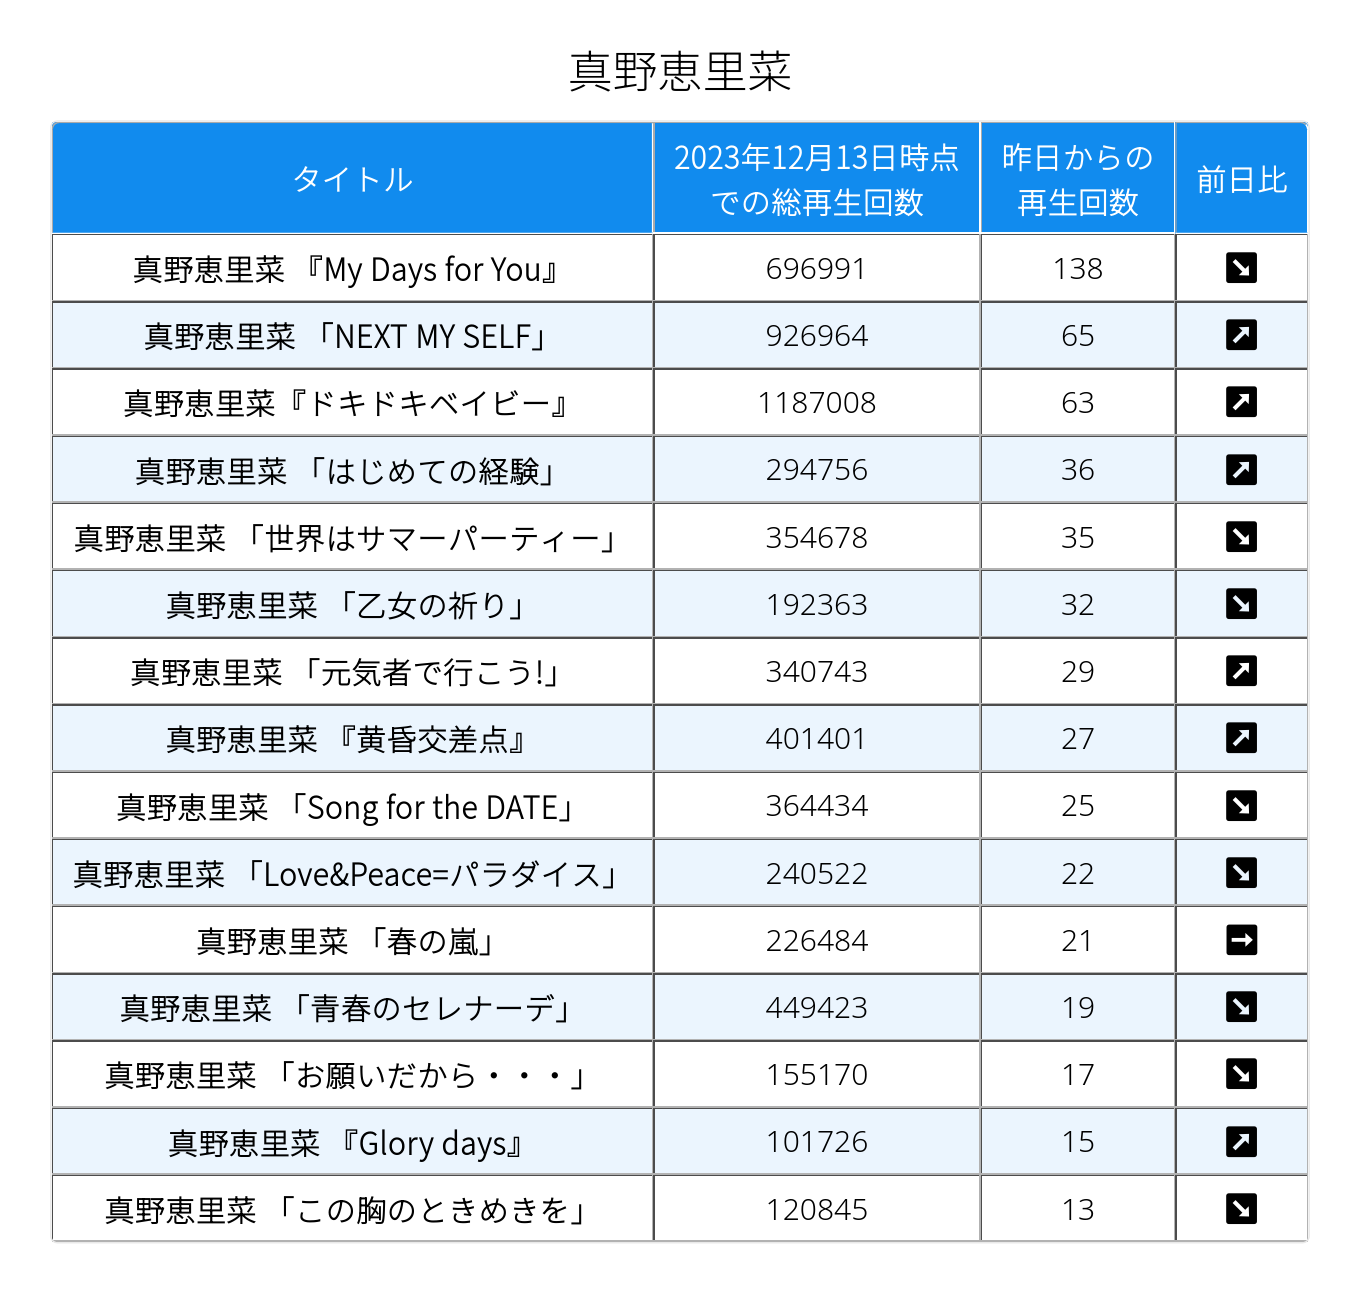 真野恵里菜
タイトル
2023年12月13日時点
での総再生回数
昨日からの
再生回数
前日比
真野恵里菜 『My Days for You』 696991 138 ↘
真野恵里菜 「NEXT MY SELF」 926964 65 ↗
真野恵里菜『ドキドキベイビー』 1187008 63 ↗
真野恵里菜 「はじめての経験」 294756 36 ↗
真野恵里菜 「世界はサマーパーティー」 354678 35 ↘
真野恵里菜 「乙女の祈り」 192363 32 ↘
真野恵里菜 「元気者で行こう!」 340743 29 ↗
真野恵里菜 『黄昏交差点』 401401 27 ↗
真野恵里菜 「Song for the DATE」 364434 25 ↘
真野恵里菜 「Love&Peace=パラダイス」 240522 22 ↘
真野恵里菜 「春の嵐」 226484 21 →
真野恵里菜 「青春のセレナーデ」 449423 19 ↘
真野恵里菜 「お願いだから・・・」 155170 17 ↘
真野恵里菜 『Glory days』 101726 15 ↗
真野恵里菜 「この胸のときめきを」 120845 13 ↘